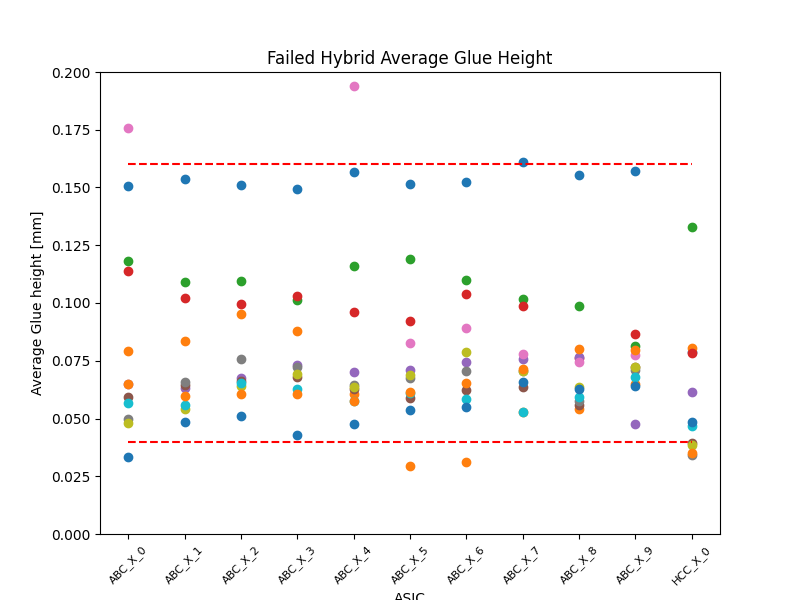 Failed Hybrid Average Glue Height
Average Glue height [mm]
0.200
0.175
0.150
0.125
0.100
0.075
0.050
0.025
0.000
ABC_X_0
ABC_X_1
ABC_X_2
ABC_X_3
ABC_X_4
ABC_X_5
ABC_X_6
ABC_X_7
ABC_X_8
ABC_X_9
HCC_X_0
ASIC